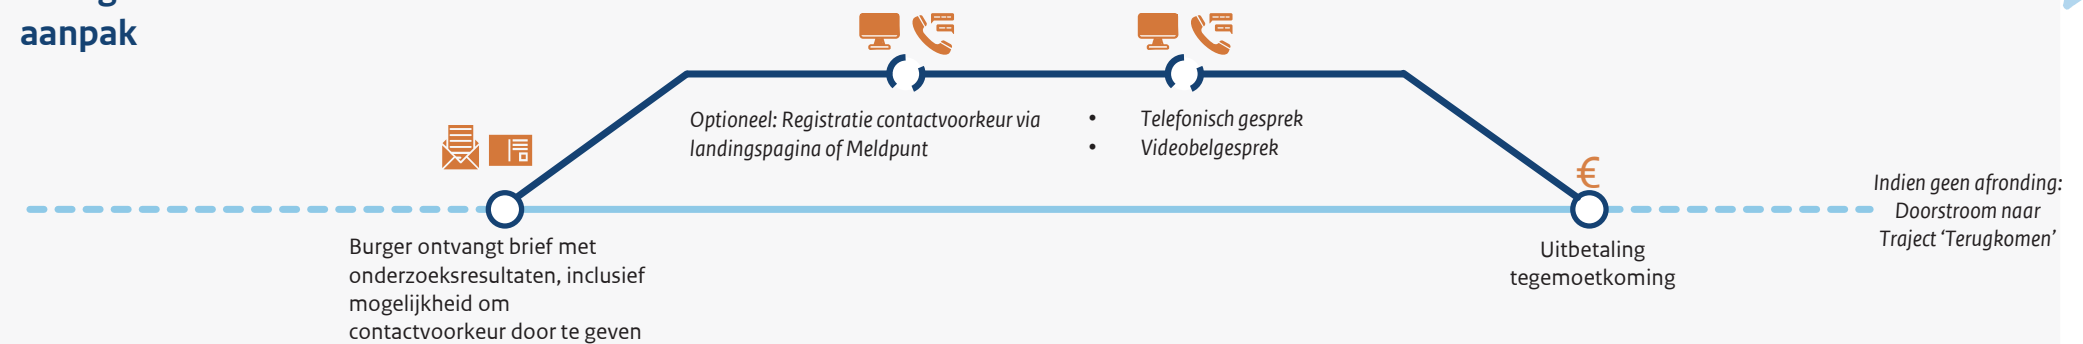 aanpak
Optioneel: Registratie contactvoorkeur via
landingspagina of Meldpunt
• Telefonisch gesprek
• Videobelgesprek
€
Indien geen afronding:
Doorstroom naar
Traject ‘Terugkomen’
Burger ontvangt brief met
onderzoeksresultaten, inclusief
mogelijkheid om
contactvoorkeur door te geven
Uitbetaling
tegemoetkoming